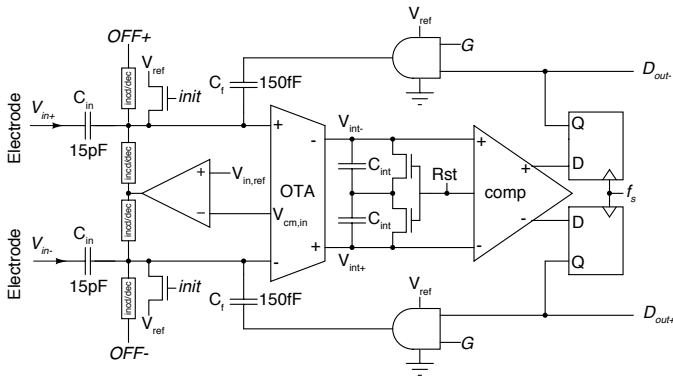 OFF+
V_ref
V_ref
G
C_in
V_in+
15pF
Electrode
incd/dec
init
C_f
150fF
D_out-
Q
D
+
-
V_int-
C_int
C_int
V_int+
Rst
+
-
comp
+
-
f_s
OTA
+
-
-
+
incd/dec
V_in,ref
V_cm,in
+
−
incd/dec
C_in
V_in-
15pF
Electrode
incd/dec
init
V_ref
OFF-
C_f
150fF
V_ref
G
D
Q
D_out+